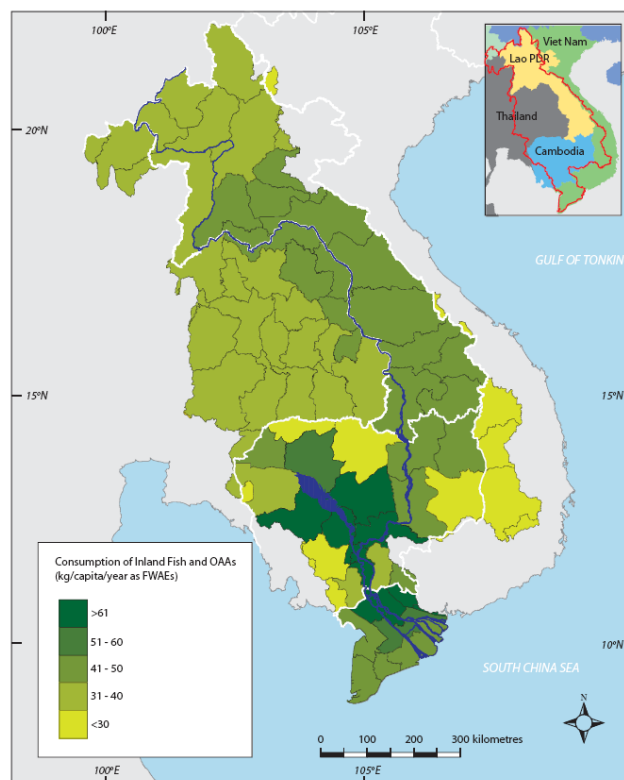 100°E
105°E
Viet Nam
Lao PDR
Thailand
Cambodia
20°N
GULF OF TONKIN
15°N
15°N
Consumption of Inland Fish and OAAs
(kg/capita/year as FWAEs)
>61
51 - 60
41 - 50
31 - 40
<30
10°N
SOUTH CHINA SEA
N
0 50 100 150 200 300 kilometres
100°E
105°E